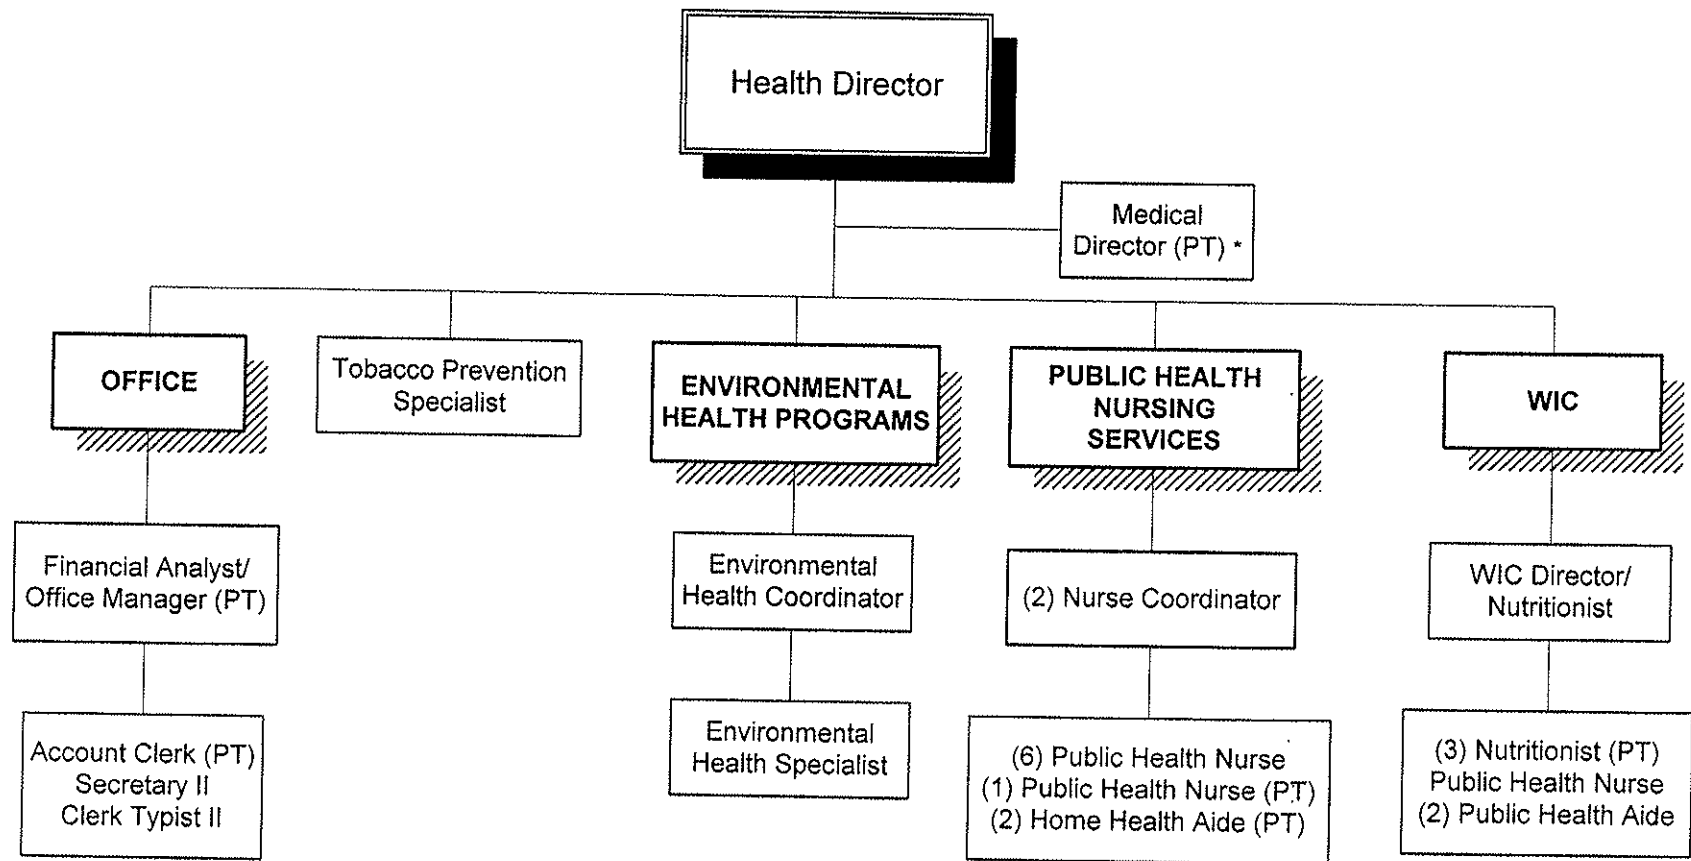 Health Director
Medical
Director (PT) *
OFFICE
Tobacco Prevention
Specialist
ENVIRONMENTAL
HEALTH PROGRAMS
PUBLIC HEALTH
NURSING
SERVICES
WIC
Financial Analyst/
Office Manager (PT)
Environmental
Health Coordinator
(2) Nurse Coordinator
WIC Director/
Nutritionist
Account Clerk (PT)
Secretary II
Clerk Typist II
Environmental
Health Specialist
(6) Public Health Nurse
(1) Public Health Nurse (PT)
(2) Home Health Aide (PT)
(3) Nutritionist (PT)
Public Health Nurse
(2) Public Health Aide